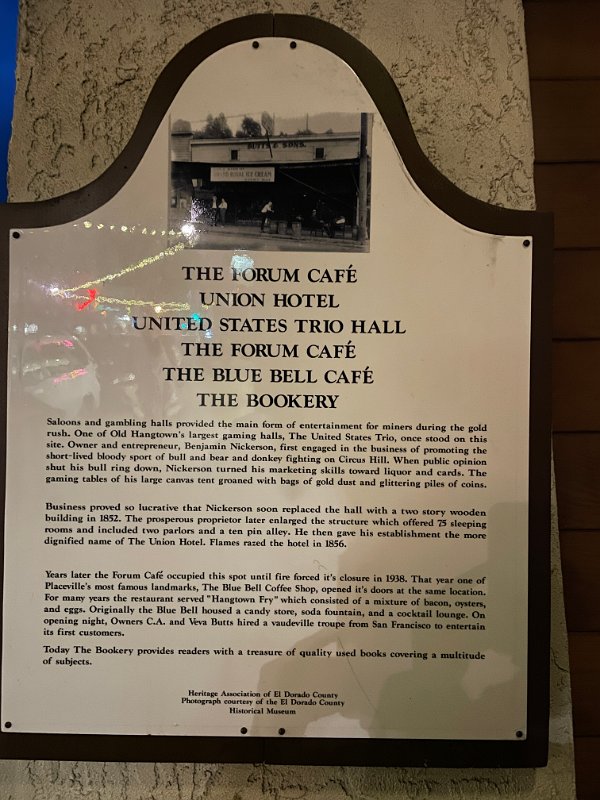 BUTTS & SONS.
ROYAL ICE CREAM
THE FORUM CAFÉ
UNION HOTEL
UNITED STATES TRIO HALL
THE FORUM CAFÉ
THE BLUE BELL CAFÉ
THE BOOKERY
Saloons and gambling halls provided the main form of entertainment for miners during the gold
rush. One of Old Hangtown's largest gaming halls, The United States Trio, once stood on this
site. Owner and entrepreneur, Benjamin Nickerson, first engaged in the business of promoting the
short-lived bloody sport of bull and bear and donkey fighting on Circus Hill. When public opinion
shut his bull ring down, Nickerson turned his marketing skills toward liquor and cards. The
gaming tables of his large canvas tent groaned with bags of gold dust and glittering piles of coins.
Business proved so lucrative that Nickerson soon replaced the hall with a two story wooden
building in 1852. The prosperous proprietor later enlarged the structure which offered 75 sleeping
rooms and included two parlors and a ten pin alley. He then gave his establishment the more
dignified name of The Union Hotel. Flames razed the hotel in 1856.
Years later the Forum Café occupied this spot until fire forced it's closure in 1938. That year one of
Placeville's most famous landmarks, The Blue Bell Coffee Shop, opened it's doors at the same location.
For many years the restaurant served "Hangtown Fry" which consisted of a mixture of bacon, oysters,
and eggs. Originally the Blue Bell housed a candy store, soda fountain, and a cocktail lounge. On
opening night, Owners C.A. and Veva Butts hired a vaudeville troupe from San Francisco to entertain
its first customers.
Today The Bookery provides readers with a treasure of quality used books covering a multitude
of subjects.
Heritage Association of El Dorado County
Photograph courtesy of the El Dorado County
Historical Museum